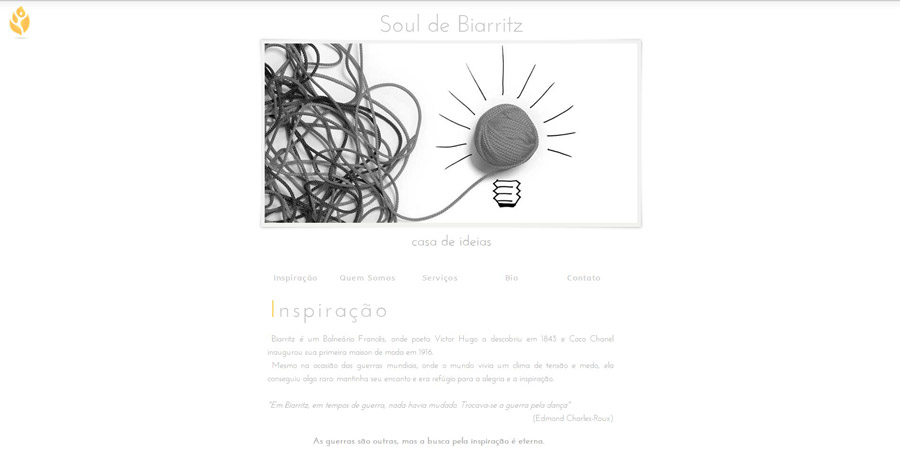 Soul de Biarritz
casa de ideias
Inspiração Quem Somos Serviços Bia Contato
Inspiração
Biarritz é um Balneário Francês, onde poeta Victor Hugo a descobriu em 1843 e Coco Chanel
inaugurou sua primeira maison de moda em 1916.
Mesmo na ocasião das guerras mundiais, onde o mundo vivia um clima de tensão e medo, ela
conseguiu algo raro: mantinha seu encanto e era refúgio para a alegria e a inspiração.
"Em Biarritz, em tempos de guerra, nada havia mudado. Trocava-se a guerra pela dança"
(Edmond Charles-Roux)
As guerras são outras, mas a busca pela inspiração é eterna.